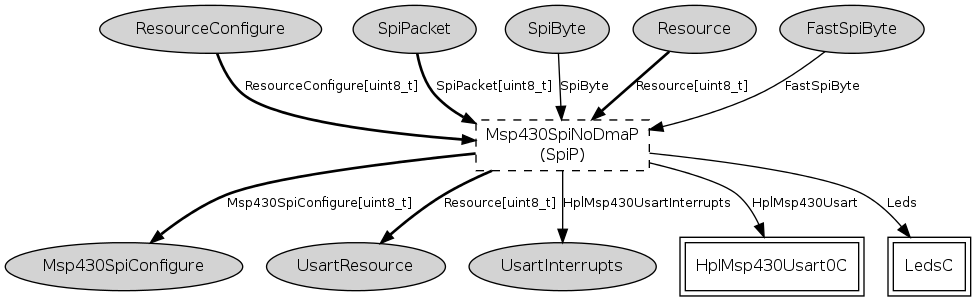 ResourceConfigure
SpiPacket
SpiByte
Resource
FastSpiByte
ResourceConfigure[uint8_t]
SpiPacket[uint8_t]
SpiByte
Resource[uint8_t]
FastSpiByte
Msp430SpiNoDmaP
(SpiP)
Msp430SpiConfigure[uint8_t]
Resource[uint8_t]
HplMsp430UsartInterrupts
HplMsp430Usart
Leds
Msp430SpiConfigure
UsartResource
UsartInterrupts
HplMsp430Usart0C
LedsC